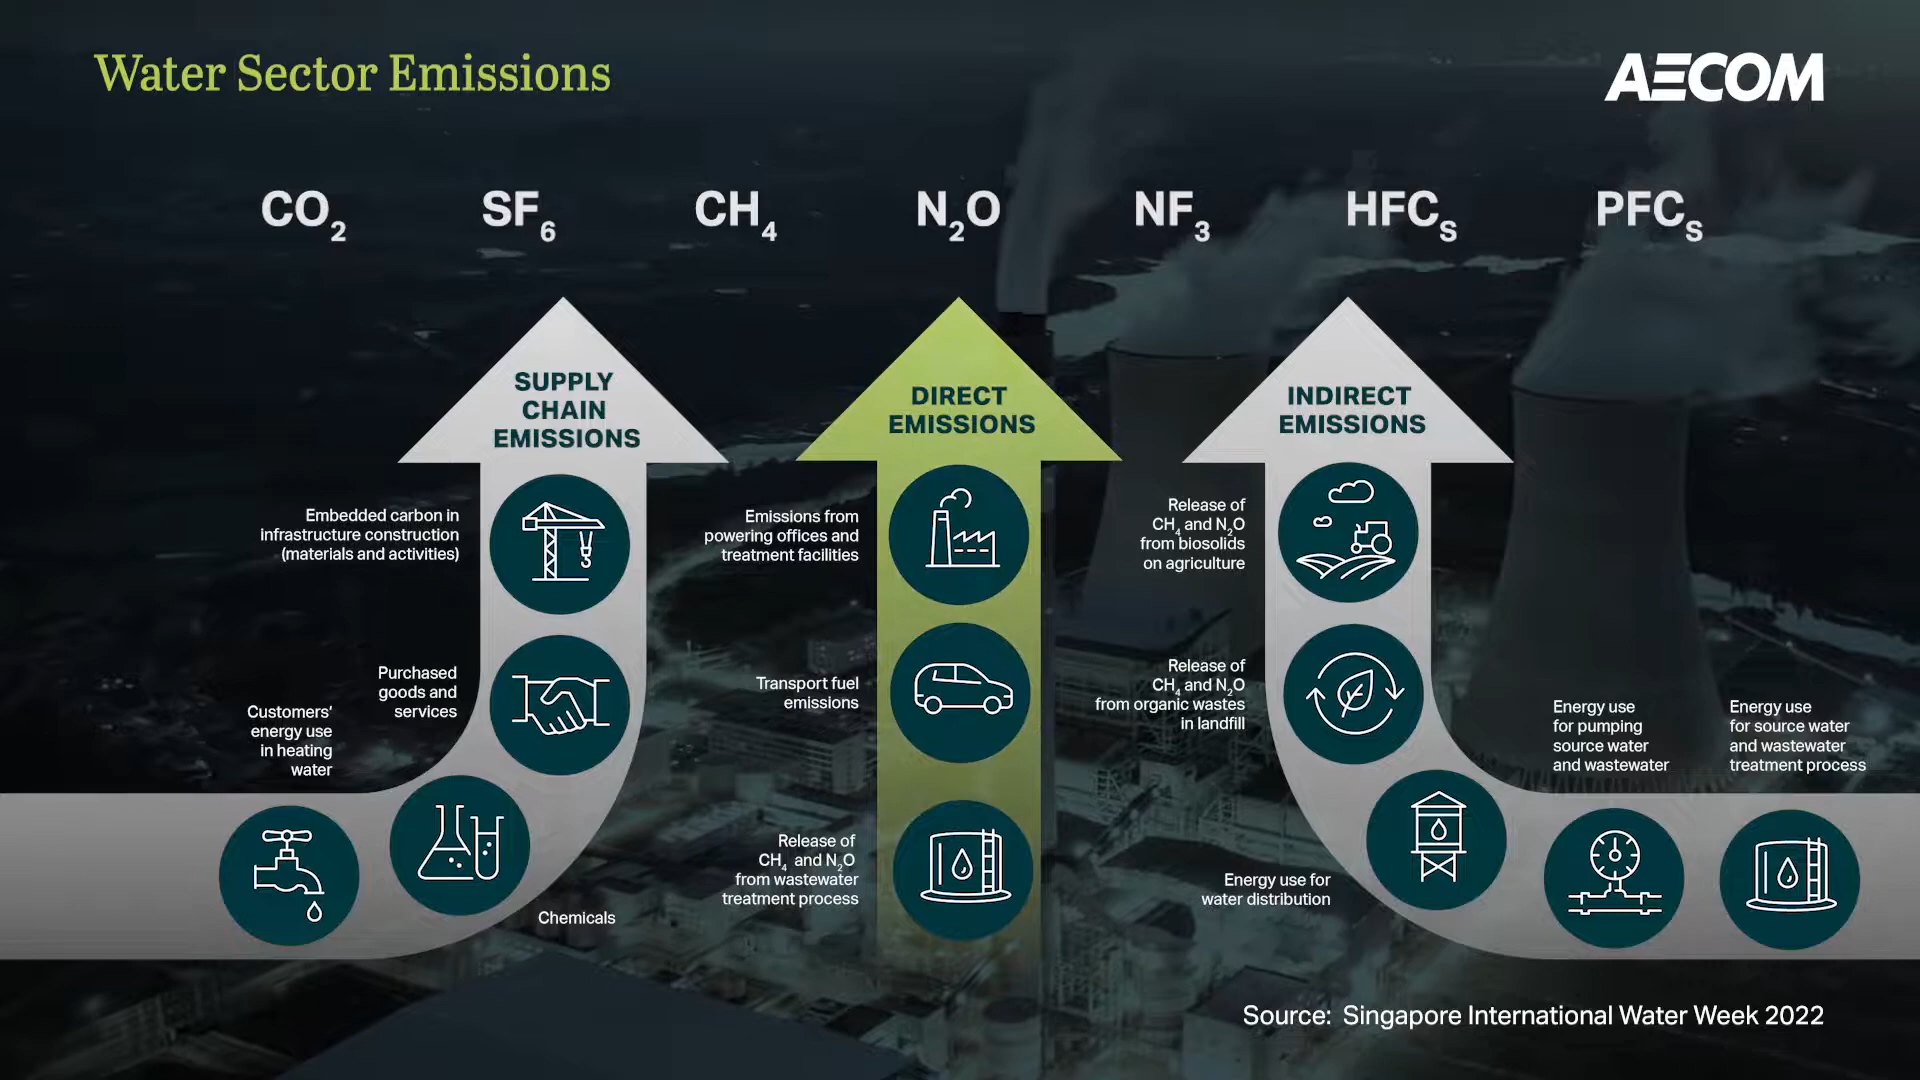 Water Sector Emissions
AECOM
CO2 SF6 CH4 N2O NF3 HFCs PFCs
SUPPLY
CHAIN
EMISSIONS
Embedded carbon in
infrastructure construction
(materials and activities)
Purchased
goods and
services
Customers'
energy use
in heating
water
Chemicals
DIRECT
EMISSIONS
Emissions from
powering offices and
treatment facilities
Transport fuel
emissions
Release of
CH4 and N2O
from wastewater
treatment process
INDIRECT
EMISSIONS
Release of
CH4 and N2O
from biosolids
on agriculture
Release of
CH4 and N2O
from organic wastes
in landfill
Energy use for
water distribution
Energy use
for pumping
source water
and wastewater
Energy use
for source water
and wastewater
treatment process
Source: Singapore International Water Week 2022